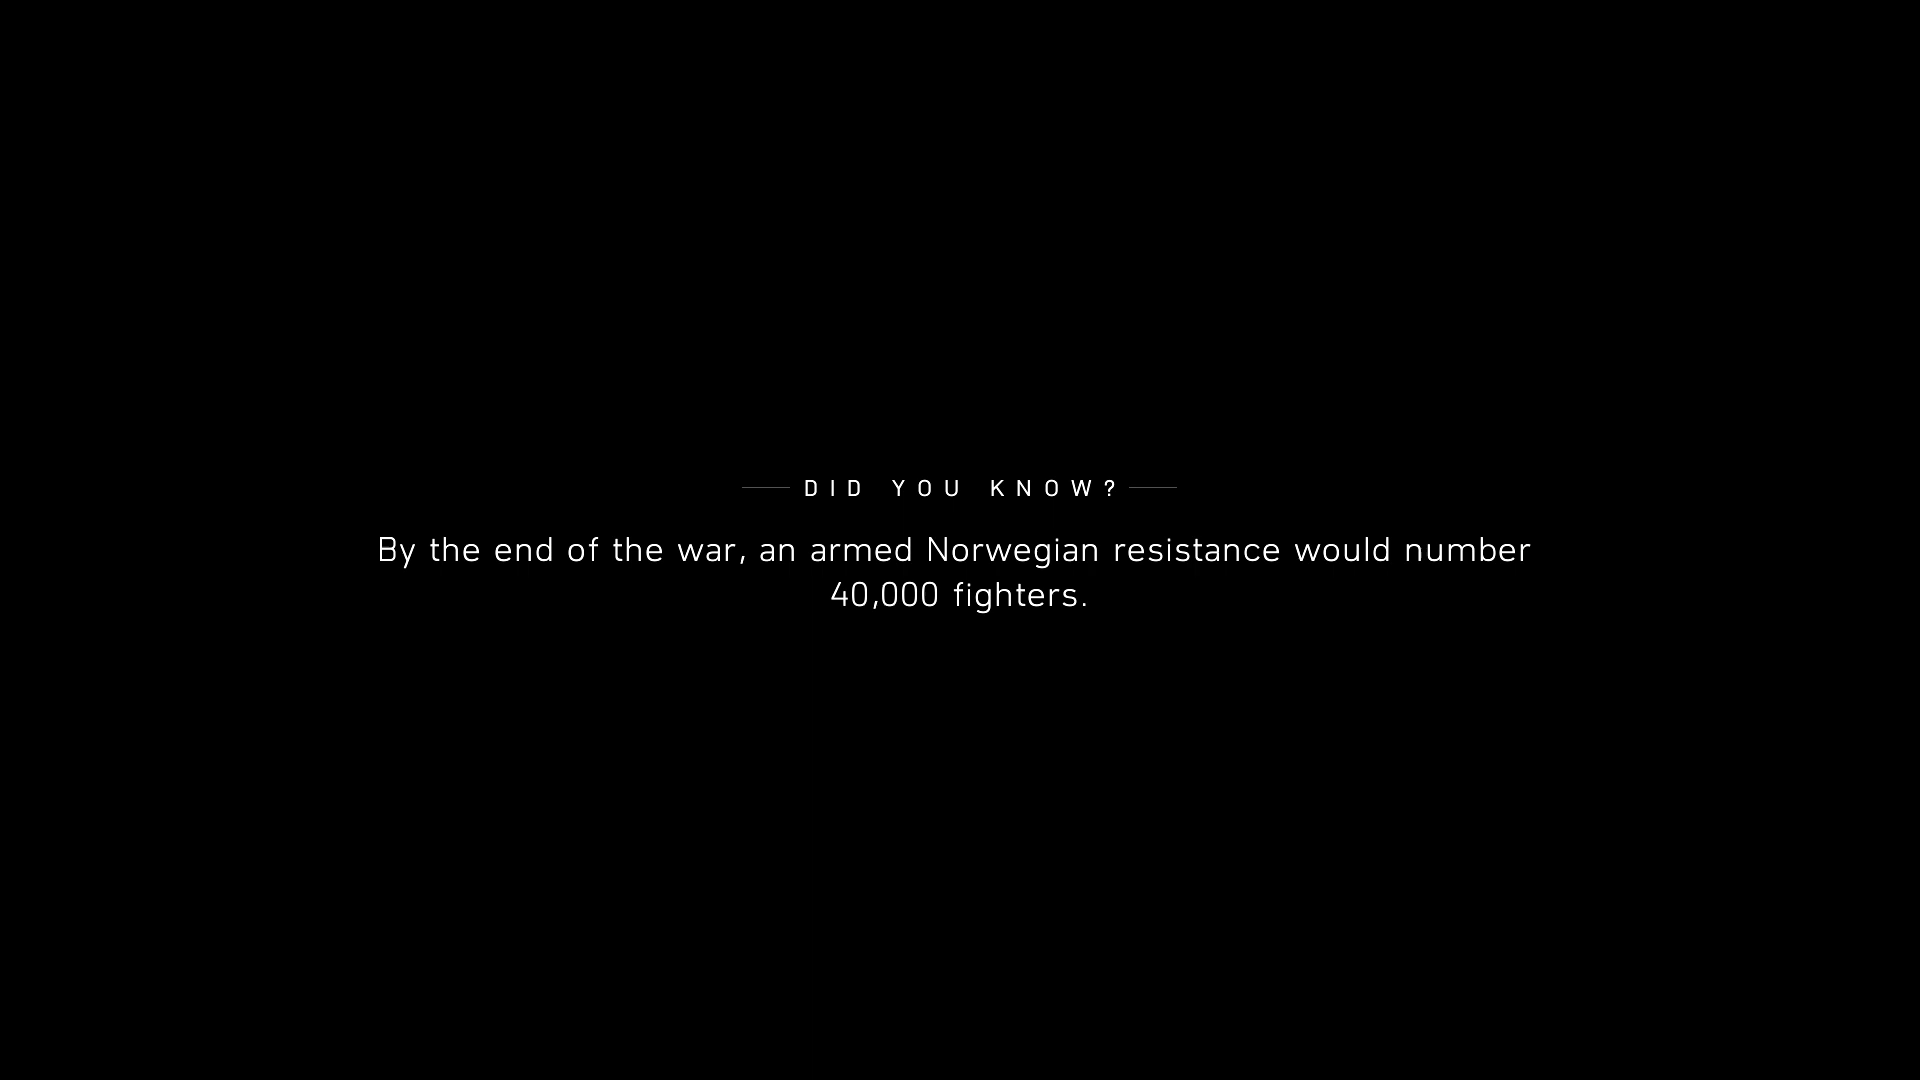 DID YOU KNOW?
By the end of the war, an armed Norwegian resistance would number
40,000 fighters.